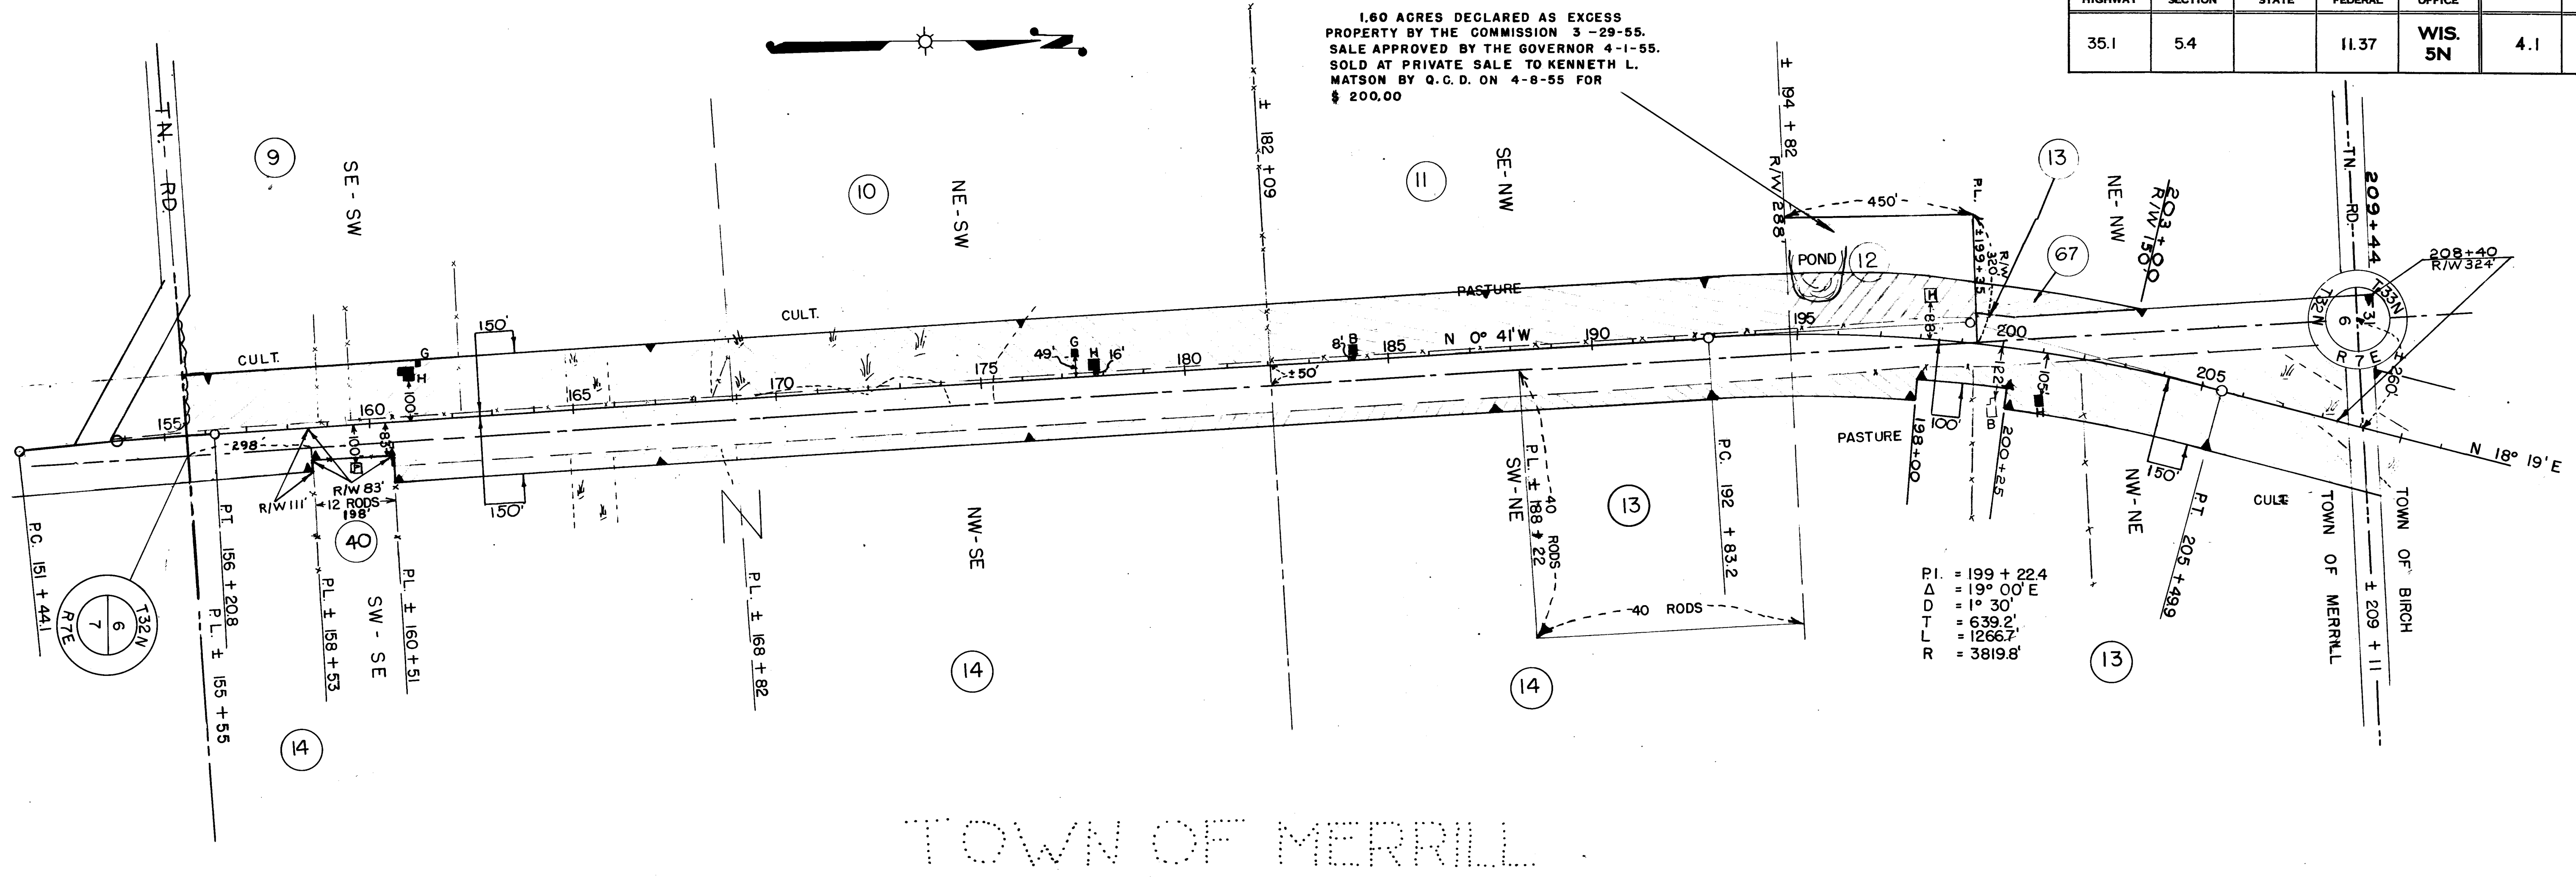 HIGHWAY SECTION STATE FEDERAL OFFICE
35.1 5.4 11.37 WIS. 5N 4.1
1.60 ACRES DECLARED AS EXCESS
PROPERTY BY THE COMMISSION 3 -29-55.
SALE APPROVED BY THE GOVERNOR 4-1-55.
SOLD AT PRIVATE SALE TO KENNETH L.
MATSON BY Q.C.D. ON 4-8-55 FOR
$ 200.00
TN. RD.
9
SE-SW
10
NE-SW
± 182 +09
11
SE-NW
± 194 + 82
R/W 288'
450'
P.L.
±199+35
R/W
320'
13
NE-NW
203+00
R/W 150'
67
TN. RD.
209+44
208+40
R/W 324'
T33N
T32N
6
31
R7E
260'
POND
12
PASTURE
CULT.
CULT.
G
H
100'
150'
155
160
165
170
175
180
185
190
195
200
205
49'
G
H
16'
8'
B
±50'
N 0° 41' W
H
88'
N 18° 19' E
298'
100'
83'
R/W 111'
R/W 83'
12 RODS
198'
40
150'
100'
122'
B
105'
H
150'
PASTURE
198+00
200+25
CULT.
P.C. 151 + 44.1
T32N
6
7
R7E
P.T. 156 + 20.8
P.L. ± 155 +55
P.L. ± 158 +53
SW - SE
P.L. ± 160+51
14
P.L. ± 168 + 82
NW-SE
14
SW-NE
P.L. ± 188 + 22
40 RODS
40 RODS
13
P.C. 192 + 83.2
14
P.I. = 199 + 22.4
Δ = 19° 00' E
D = 1° 30'
T = 639.2'
L = 1266.7'
R = 3819.8'
NW-NE
P.T. 205 +49.9
13
TOWN OF MERRILL
TOWN OF BIRCH
± 209 + 11
TOWN OF MERRILL